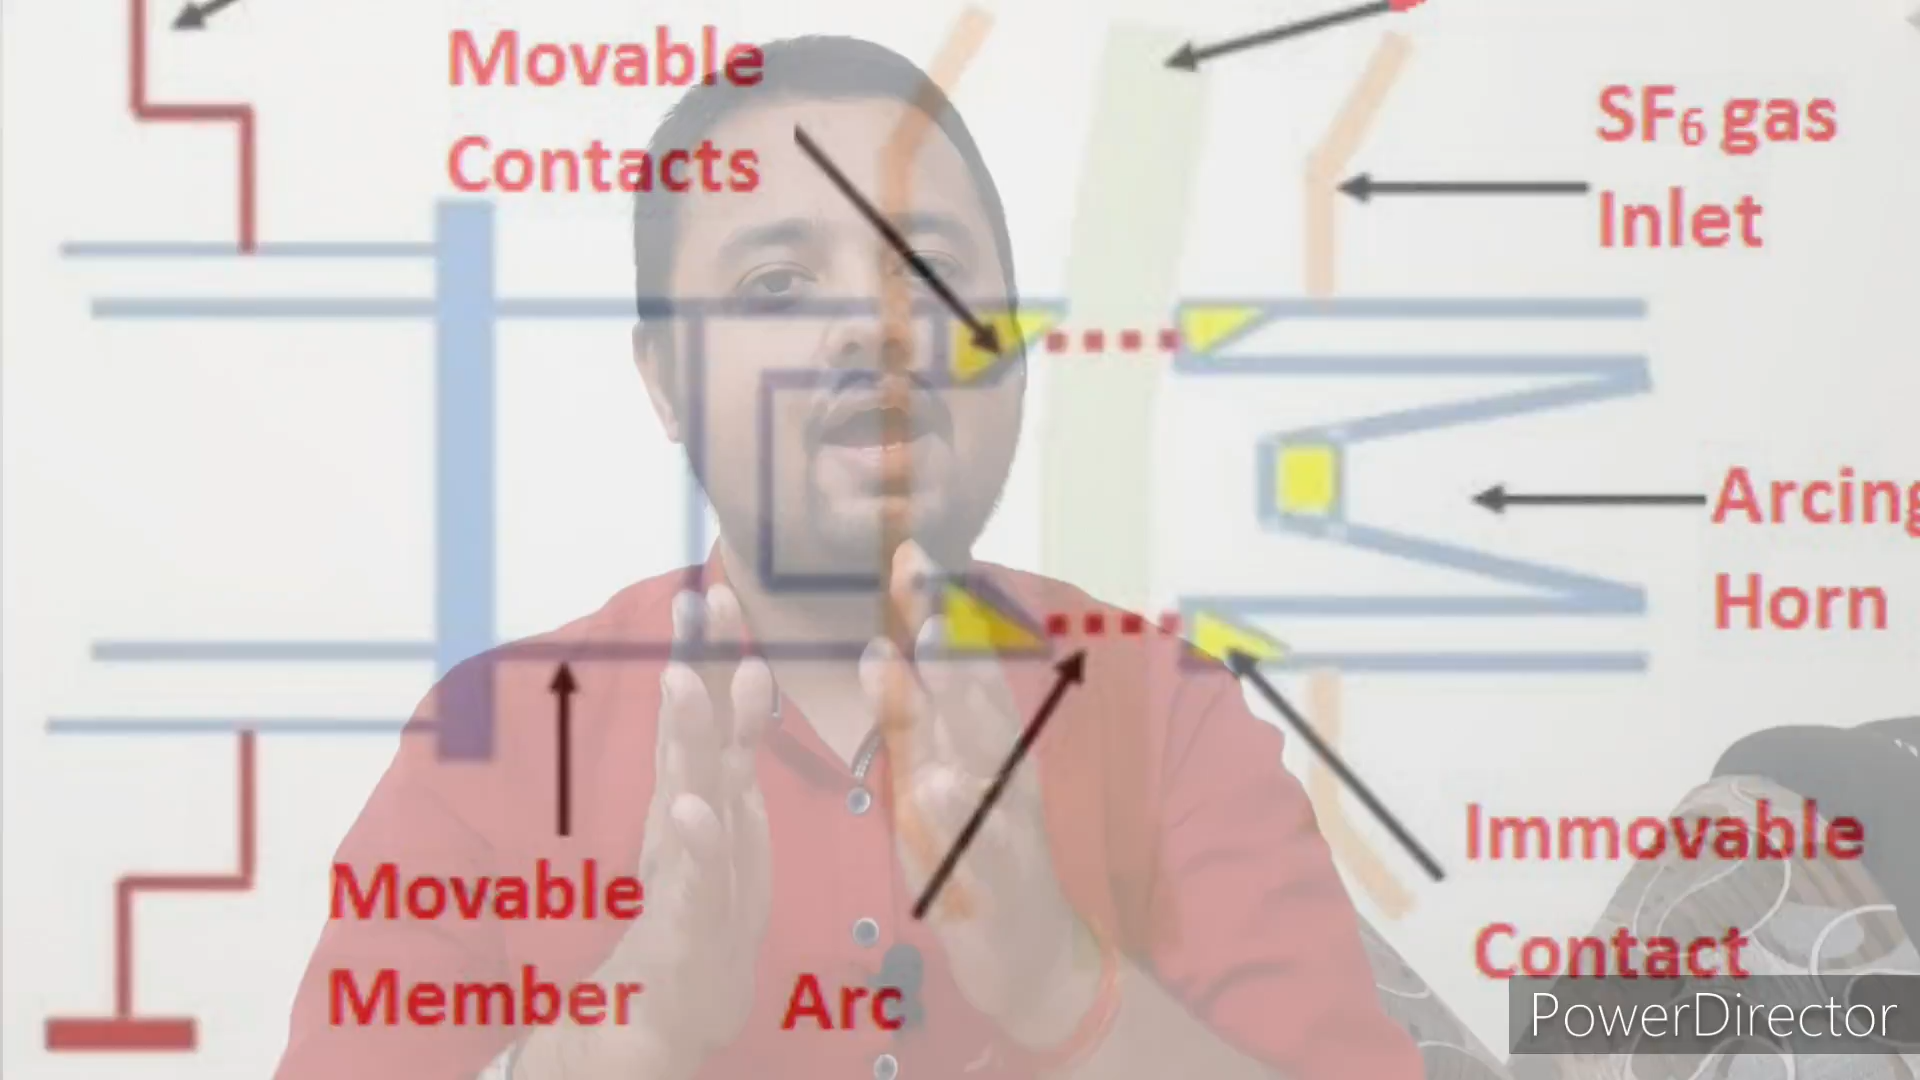 Movable
Contacts
SF₆ gas
Inlet
Arcing
Horn
Immovable
Contact
Movable
Member
Arc
PowerDirector